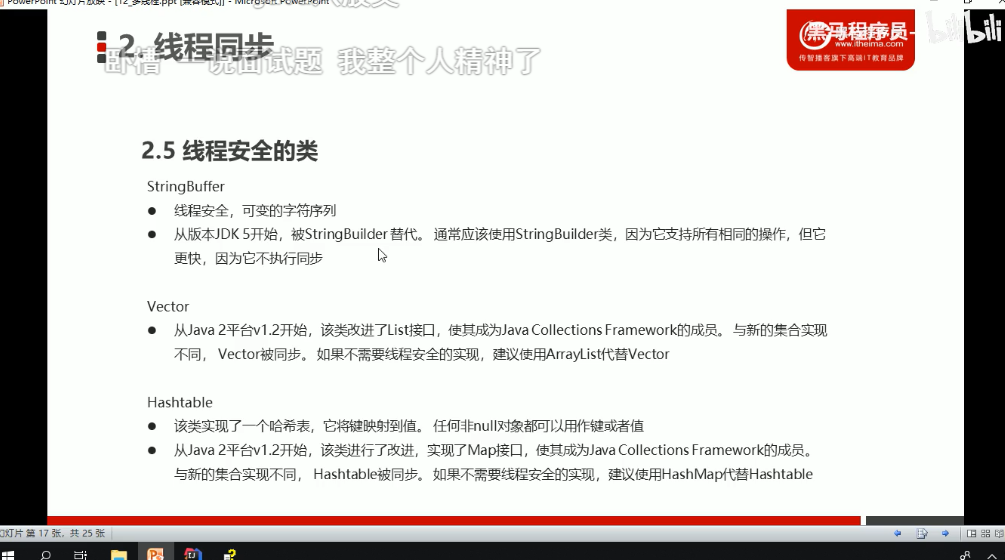 PowerPoint 幻灯片放映 - [12_多线程.ppt [兼容模式]] - Microsoft PowerPoint
2. 线程同步
卧槽 一说面试题 我整个人精神了
黑马程序员
www.itheima.com
传智播客旗下高端IT教育品牌
bilibili
2.5 线程安全的类
StringBuffer
● 线程安全，可变的字符序列
● 从版本JDK 5开始，被StringBuilder 替代。 通常应该使用StringBuilder类，因为它支持所有相同的操作，但它
更快，因为它不执行同步
Vector
● 从Java 2平台v1.2开始，该类改进了List接口，使其成为Java Collections Framework的成员。 与新的集合实现
不同， Vector被同步。 如果不需要线程安全的实现，建议使用ArrayList代替Vector
Hashtable
● 该类实现了一个哈希表，它将键映射到值。 任何非null对象都可以用作键或者值
● 从Java 2平台v1.2开始，该类进行了改进，实现了Map接口，使其成为Java Collections Framework的成员。
与新的集合实现不同， Hashtable被同步。 如果不需要线程安全的实现，建议使用HashMap代替Hashtable
幻灯片 第 17 张，共 25 张